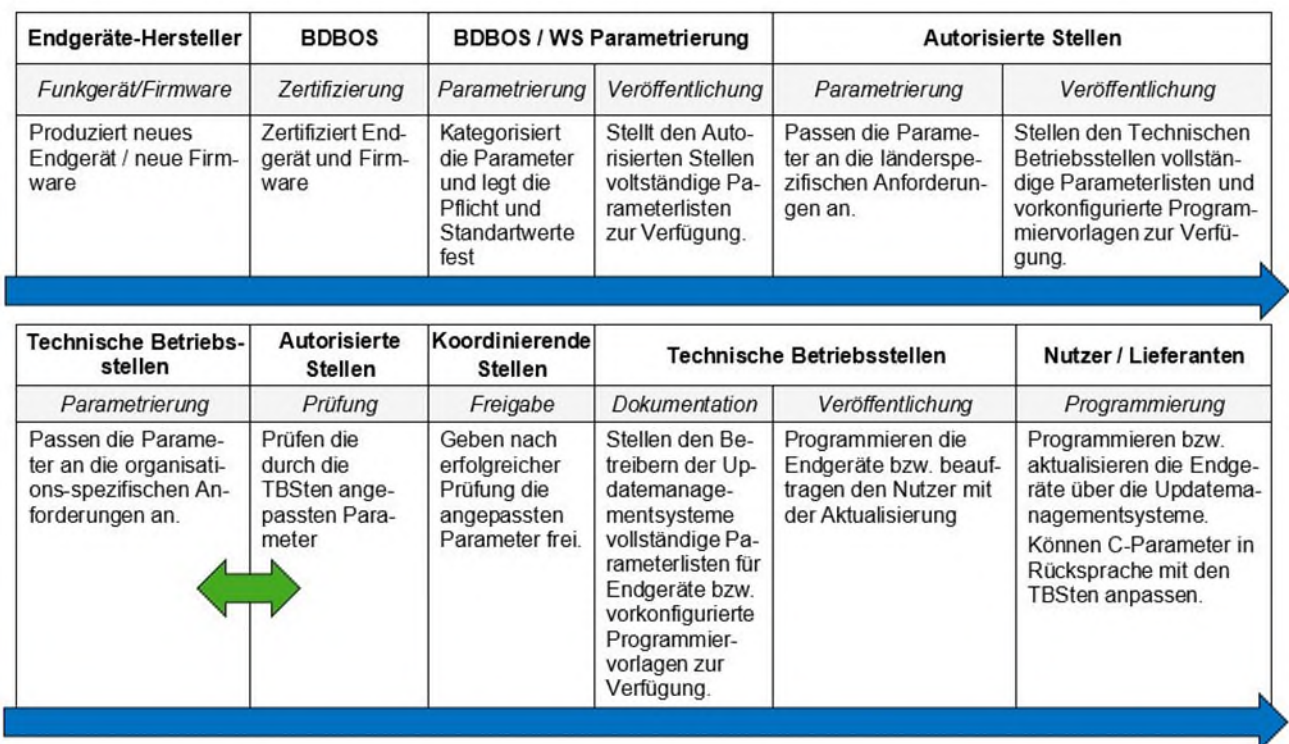 Endgeräte-Hersteller
BDBOS
BDBOS / WS Parametrierung
Autorisierte Stellen
Funkgerät/Firmware
Zertifizierung
Parametrierung
Veröffentlichung
Parametrierung
Veröffentlichung
Produziert neues
Endgerät / neue Firm-
ware
Zertifiziert End-
gerät und Firm-
ware
Kategorisiert
die Parameter
und legt die
Pflicht und
Standartwerte
fest
Stellt den Auto-
risierten Stellen
voltständige Pa-
rameterlisten
zur Verfügung.
Passen die Parame-
ter an die länderspe-
zifischen Anforderun-
gen an.
Stellen den Technischen
Betriebsstellen vollstän-
dige Parameterlisten und
vorkonfigurierte Program-
miervorlagen zur Verfü-
gung.
Technische Betriebs-
stellen
Autorisierte
Stellen
Koordinierende
Stellen
Technische Betriebsstellen
Nutzer / Lieferanten
Parametrierung
Prüfung
Freigabe
Dokumentation
Veröffentlichung
Programmierung
Passen die Parame-
ter an die organisati-
ons-spezifischen An-
forderungen an.
Prüfen die
durch die
TBSten ange-
passten Para-
meter
Geben nach
erfolgreicher
Prüfung die
angepassten
Parameter frei.
Stellen den Be-
treibern der Up-
datemanage-
mentsysteme
vollständige Pa-
rameterlisten für
Endgeräte bzw.
vorkonfigurierte
Programmier-
vorlagen zur
Verfügung.
Programmieren die
Endgeräte bzw. beauf-
tragen den Nutzer mit
der Aktualisierung
Programmieren bzw.
aktualisieren die Endge-
räte über die Updatema-
nagementsysteme.
Können C-Parameter in
Rücksprache mit den
TBSten anpassen.